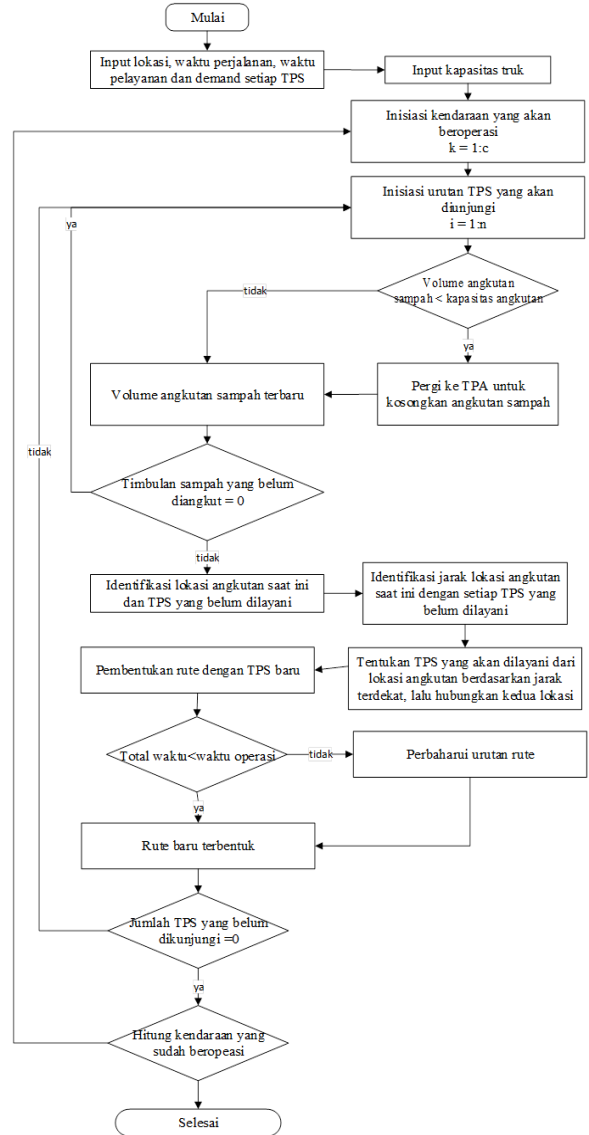 Mulai
Input lokasi, waktu perjalanan, waktu
pelayanan dan demand setiap TPS
Input kapasitas truk
Inisiasi kendaraan yang akan
beroperasi
k = 1:c
Inisiasi urutan TPS yang akan
diunjungi
i = 1:n
ya
Volume angkutan
sampah < kapasitas angkutan
tidak
ya
Volume angkutan sampah terbaru
Pergi ke TPA untuk
kosongkan angkutan sampah
tidak
Timbulan sampah yang belum
diangkut = 0
tidak
Identifikasi lokasi angkutan saat ini
dan TPS yang belum dilayani
Identifikasi jarak lokasi angkutan
saat ini dengan setiap TPS yang
belum dilayani
Pembentukan rute dengan TPS baru
Tentukan TPS yang akan dilayani dari
lokasi angkutan berdasarkan jarak
terdekat, lalu hubungkan kedua lokasi
Total waktu<waktu operasi
tidak
Perbaharui urutan rute
ya
Rute baru terbentuk
Jumlah TPS yang belum
dikunjungi =0
ya
Hitung kendaraan yang
sudah beropeasi
Selesai